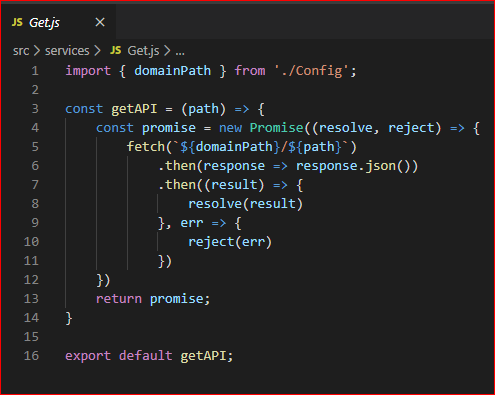 JS Get.js ×
src > services > JS Get.js > ...
1 import { domainPath } from './Config';
2
3 const getAPI = (path) => {
4     const promise = new Promise((resolve, reject) => {
5         fetch(`${domainPath}/${path}`)
6             .then(response => response.json())
7             .then((result) => {
8                 resolve(result)
9             }, err => {
10                 reject(err)
11             })
12     })
13     return promise;
14 }
15
16 export default getAPI;